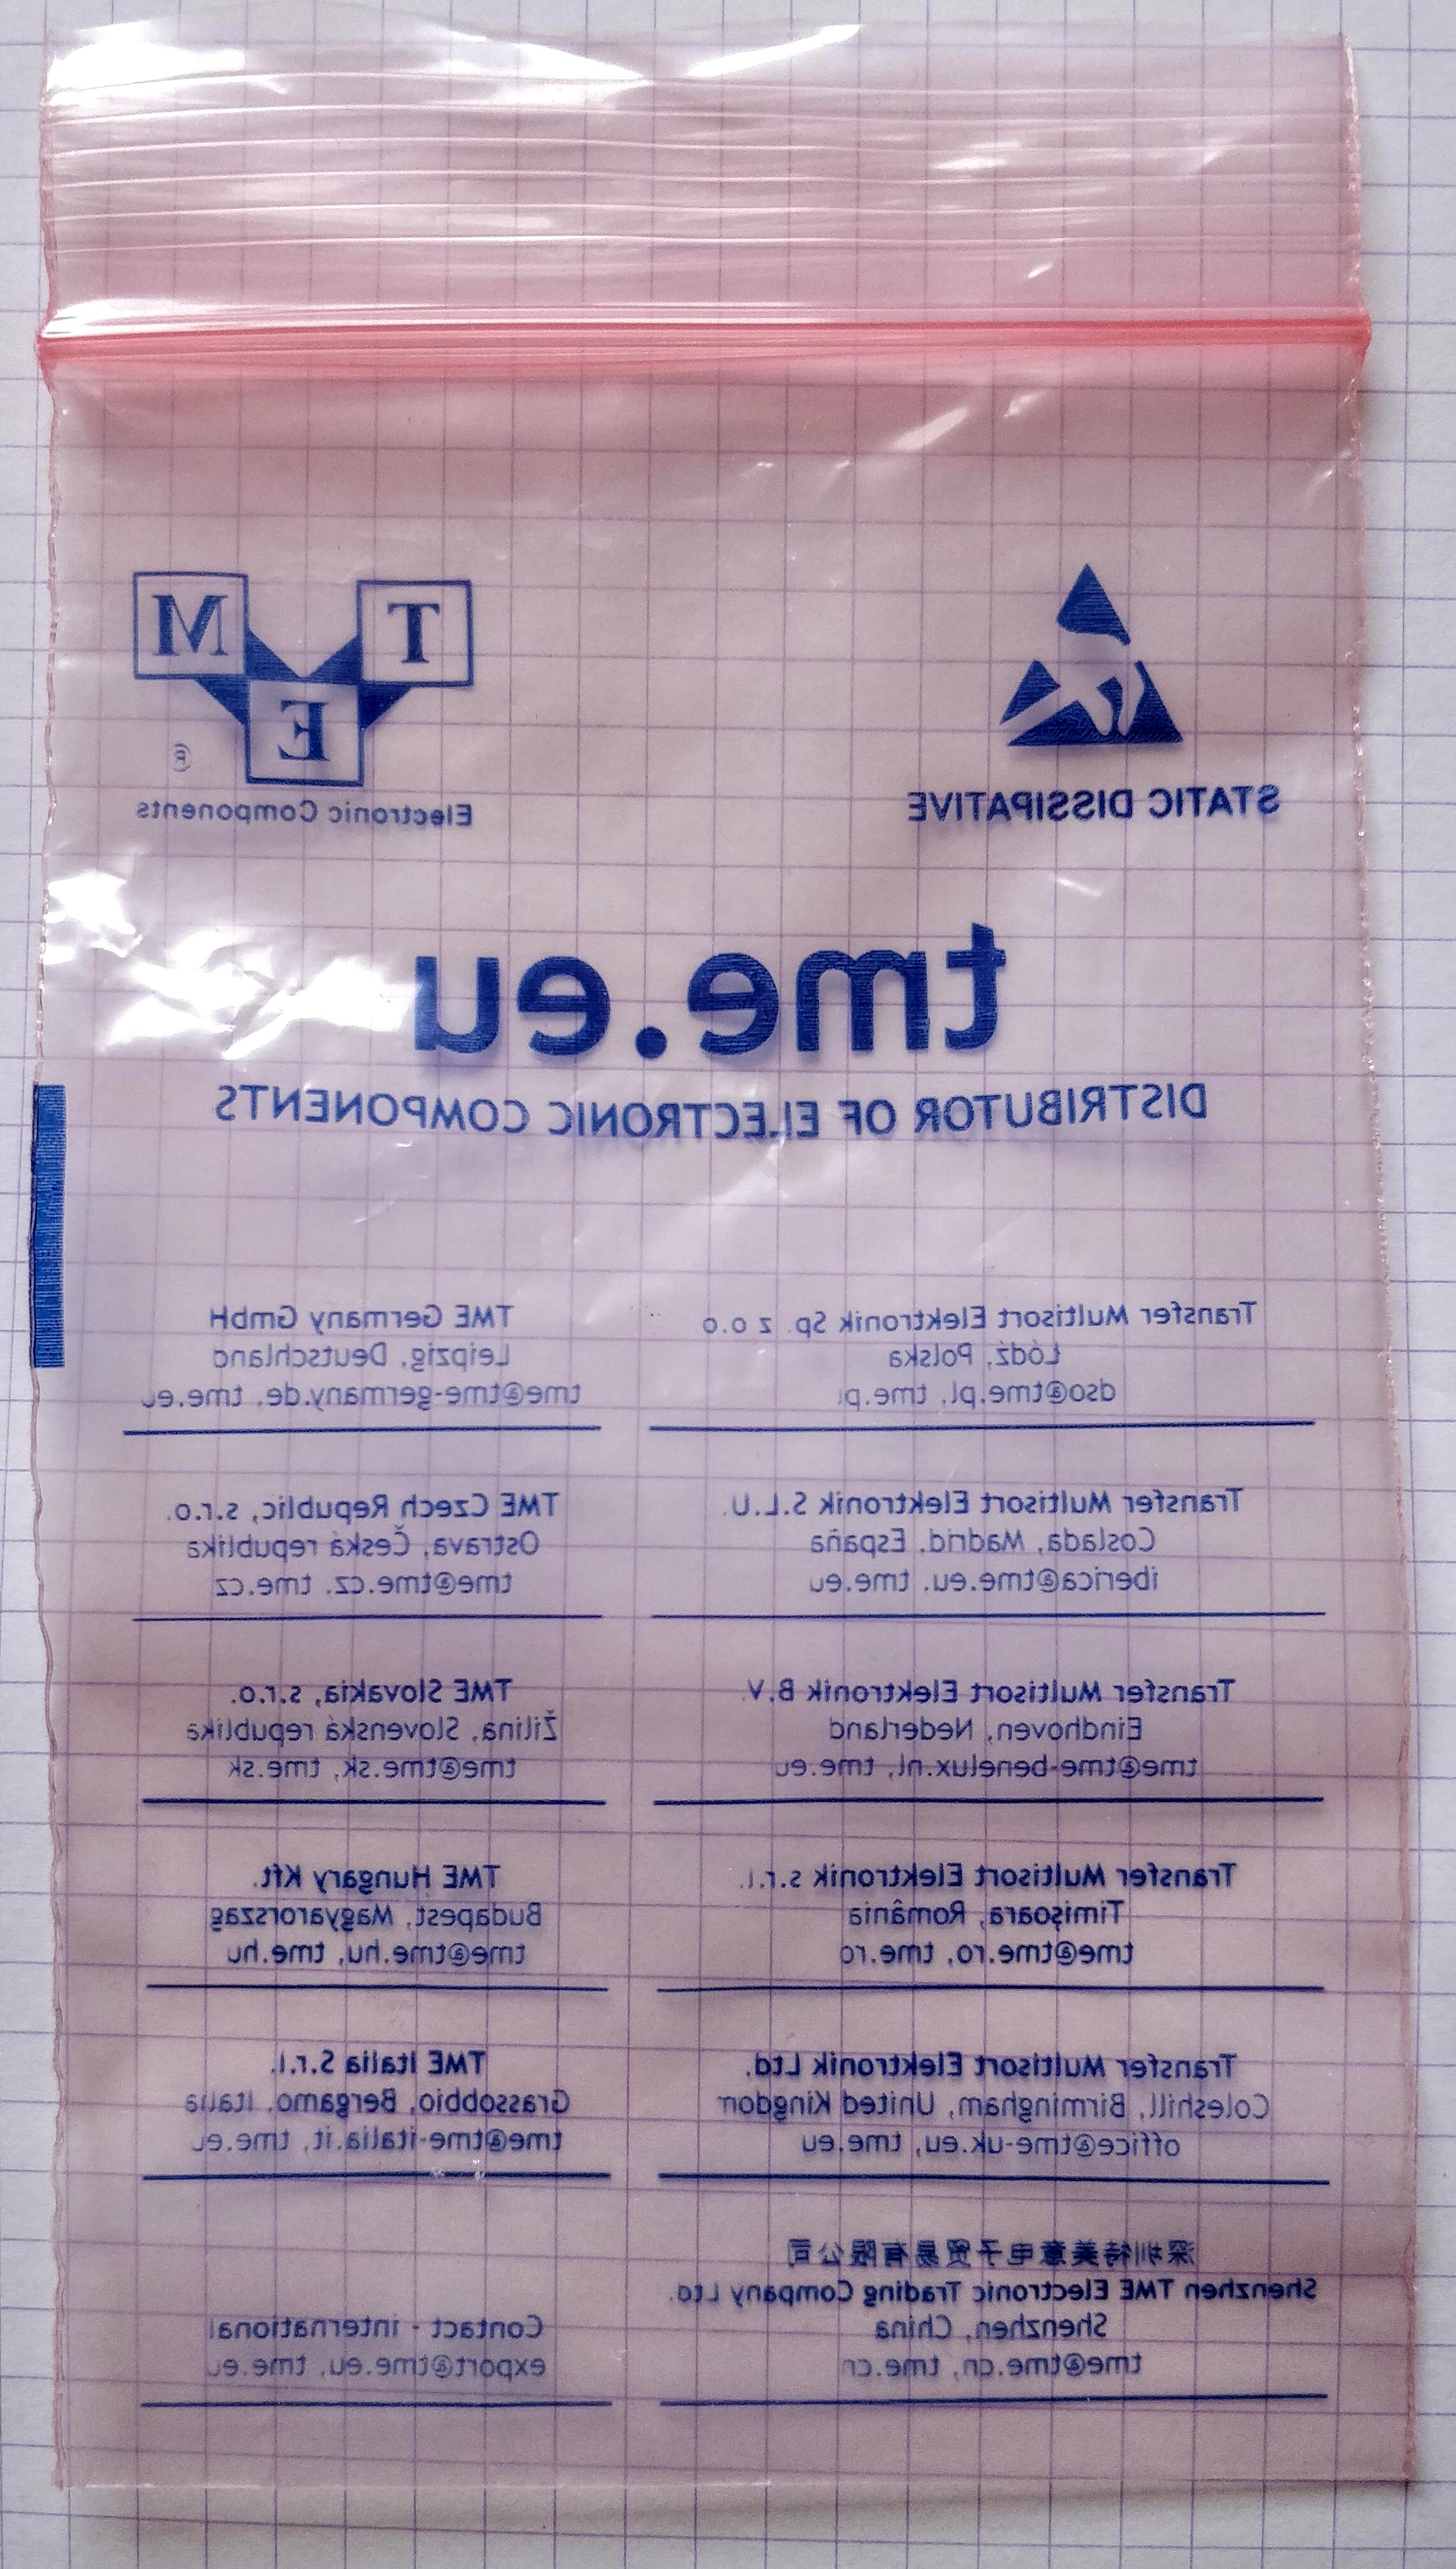 STATIC DISSIPATIVE
T M E
®
Electronic Components
tme.eu
DISTRIBUTOR OF ELECTRONIC COMPONENTS
Transfer Multisort Elektronik Sp. z o.o
Łódź, Polska
dso@tme.pl, tme.pl
TME Germany GmbH
Leipzig, Deutschland
tme@tme-germany.de, tme.eu
Transfer Multisort Elektronik S.L.U.
Coslada, Madrid, España
iberica@tme.eu, tme.eu
TME Czech Republic, s.r.o.
Ostrava, Česká republika
tme@tme.cz, tme.cz
Transfer Multisort Elektronik B.V.
Eindhoven, Nederland
tme@tme-benelux.nl, tme.eu
TME Slovakia, s.r.o.
Žilina, Slovenská republika
tme@tme.sk, tme.sk
Transfer Multisort Elektronik s.r.l.
Timişoara, România
tme@tme.ro, tme.ro
TME Hungary Kft.
Budapest, Magyarország
tme@tme.hu, tme.hu
Transfer Multisort Elektronik Ltd.
Coleshill, Birmingham, United Kingdom
office@tme-uk.eu, tme.eu
TME Italia S.r.l.
Grassobbio, Bergamo, Italia
tme@tme-italia.it, tme.eu
深圳特美意电子贸易有限公司
Shenzhen TME Electronic Trading Company Ltd.
Shenzhen, China
tme@tme.cn, tme.cn
Contact - international
export@tme.eu, tme.eu